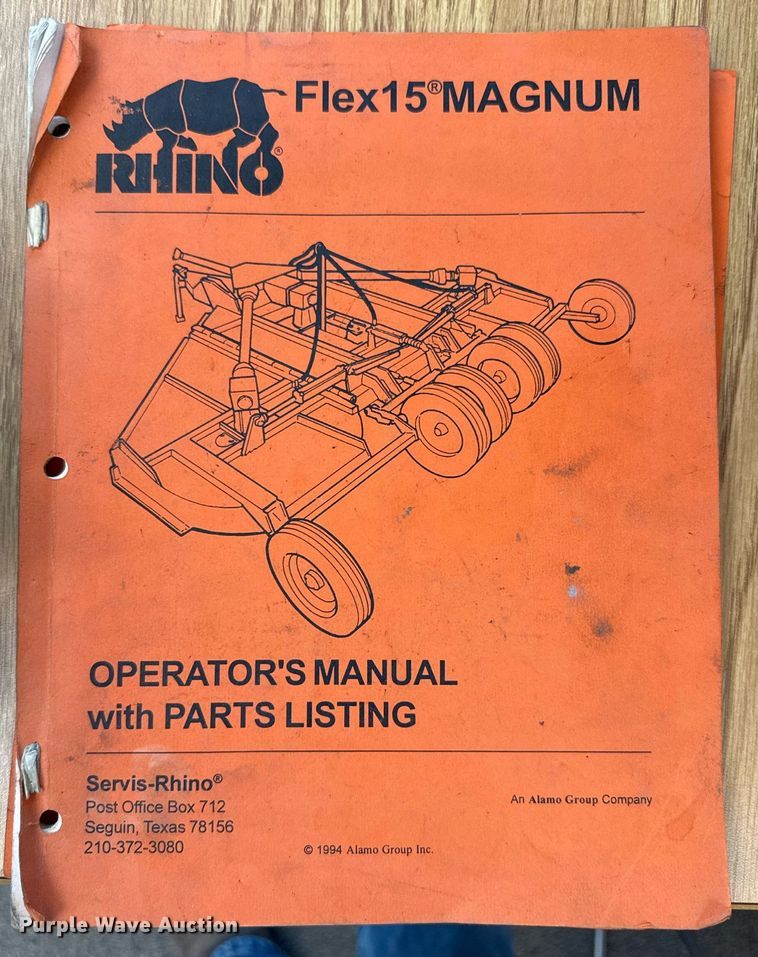 Flex15® MAGNUM
RHINO®
OPERATOR'S MANUAL
with PARTS LISTING
Servis-Rhino®
Post Office Box 712
Seguin, Texas 78156
210-372-3080
An Alamo Group Company
© 1994 Alamo Group Inc.
Purple Wave Auction